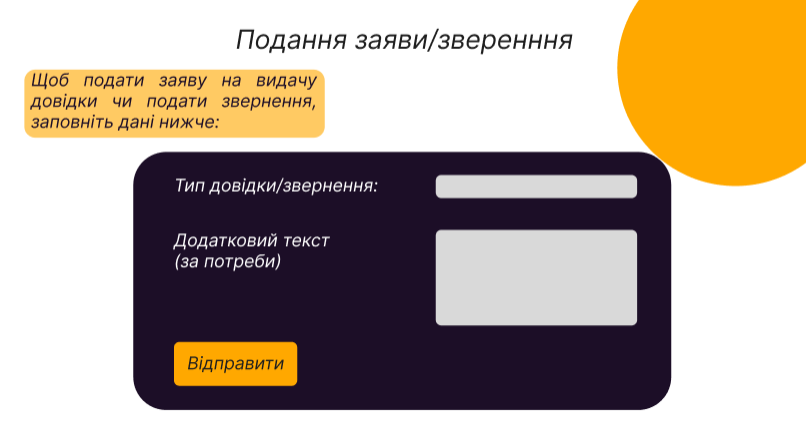 Подання заяви/зверенння
Щоб подати заяву на видачу
довідки чи подати звернення,
заповніть дані нижче:
Тип довідки/звернення:
Додатковий текст
(за потреби)
Відправити